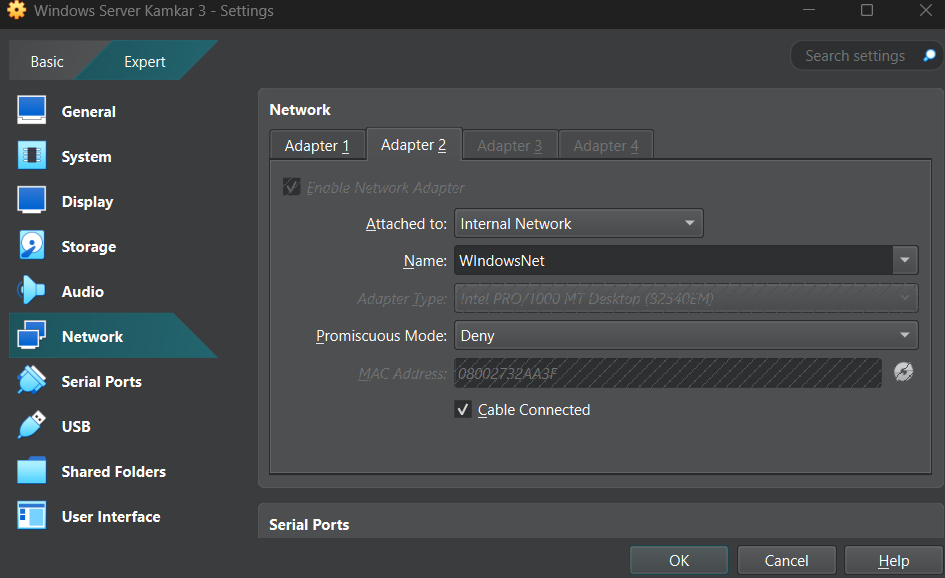 Windows Server Kamkar 3 - Settings
Basic
Expert
Search settings
General
System
Display
Storage
Audio
Network
Serial Ports
USB
Shared Folders
User Interface
Network
Adapter 1
Adapter 2
Adapter 3
Adapter 4
Enable Network Adapter
Attached to: Internal Network
Name: WIndowsNet
Adapter Type: Intel PRO/1000 MT Desktop (82540EM)
Promiscuous Mode: Deny
MAC Address: 08002732AA3F
Cable Connected
Serial Ports
OK
Cancel
Help